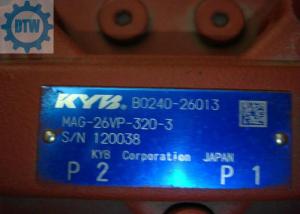 DTW
KYB B0240-26013
MAG-26VP-320-3
S/N 120038
KYB Corporation JAPAN
P 2 P 1